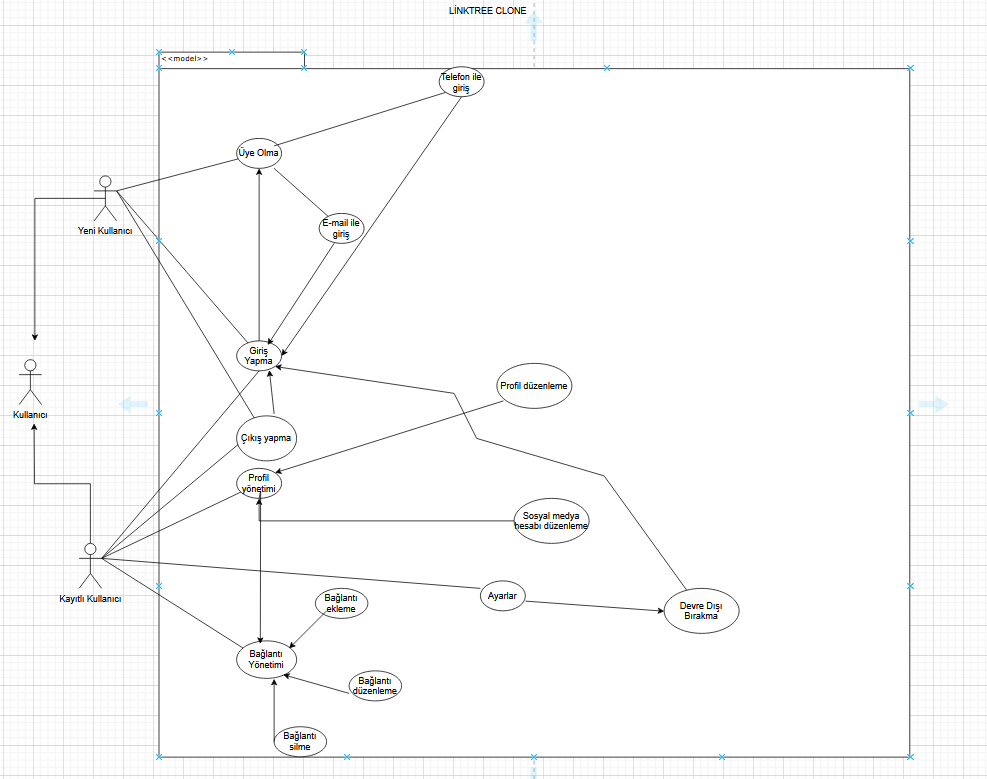 LİNKTREE CLONE
<<model>>
Telefon ile
giriş
Üye Olma
Yeni Kullanıcı
E-mail ile
giriş
Giriş
Yapma
Profil düzenleme
Kullanıcı
Çıkış yapma
Profil
yönetimi
Sosyal medya
hesabı düzenleme
Kayıtlı Kullanıcı
Ayarlar
Bağlantı
ekleme
Devre Dışı
Bırakma
Bağlantı
Yönetimi
Bağlantı
düzenleme
Bağlantı
silme